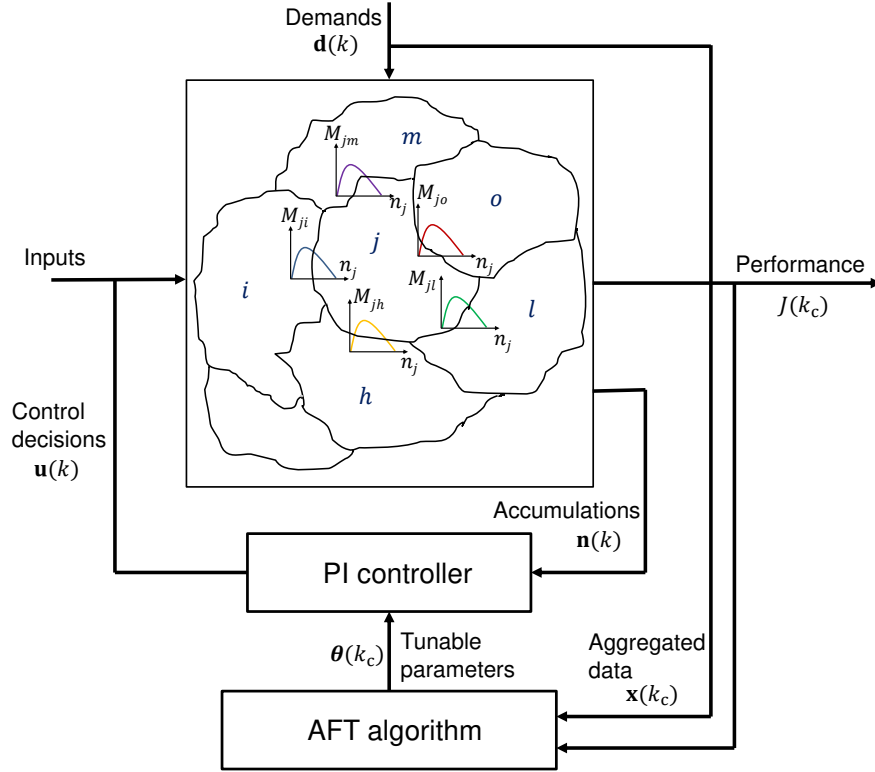 Demands
d(k)
m
M_jm
n_j
o
M_jo
n_j
M_ji
n_j
j
i
M_jl
n_j
l
M_jh
n_j
h
Inputs
Performance
J(k_c)
Control
decisions
u(k)
Accumulations
n(k)
PI controller
θ(k_c)
Tunable
parameters
Aggregated
data
x(k_c)
AFT algorithm